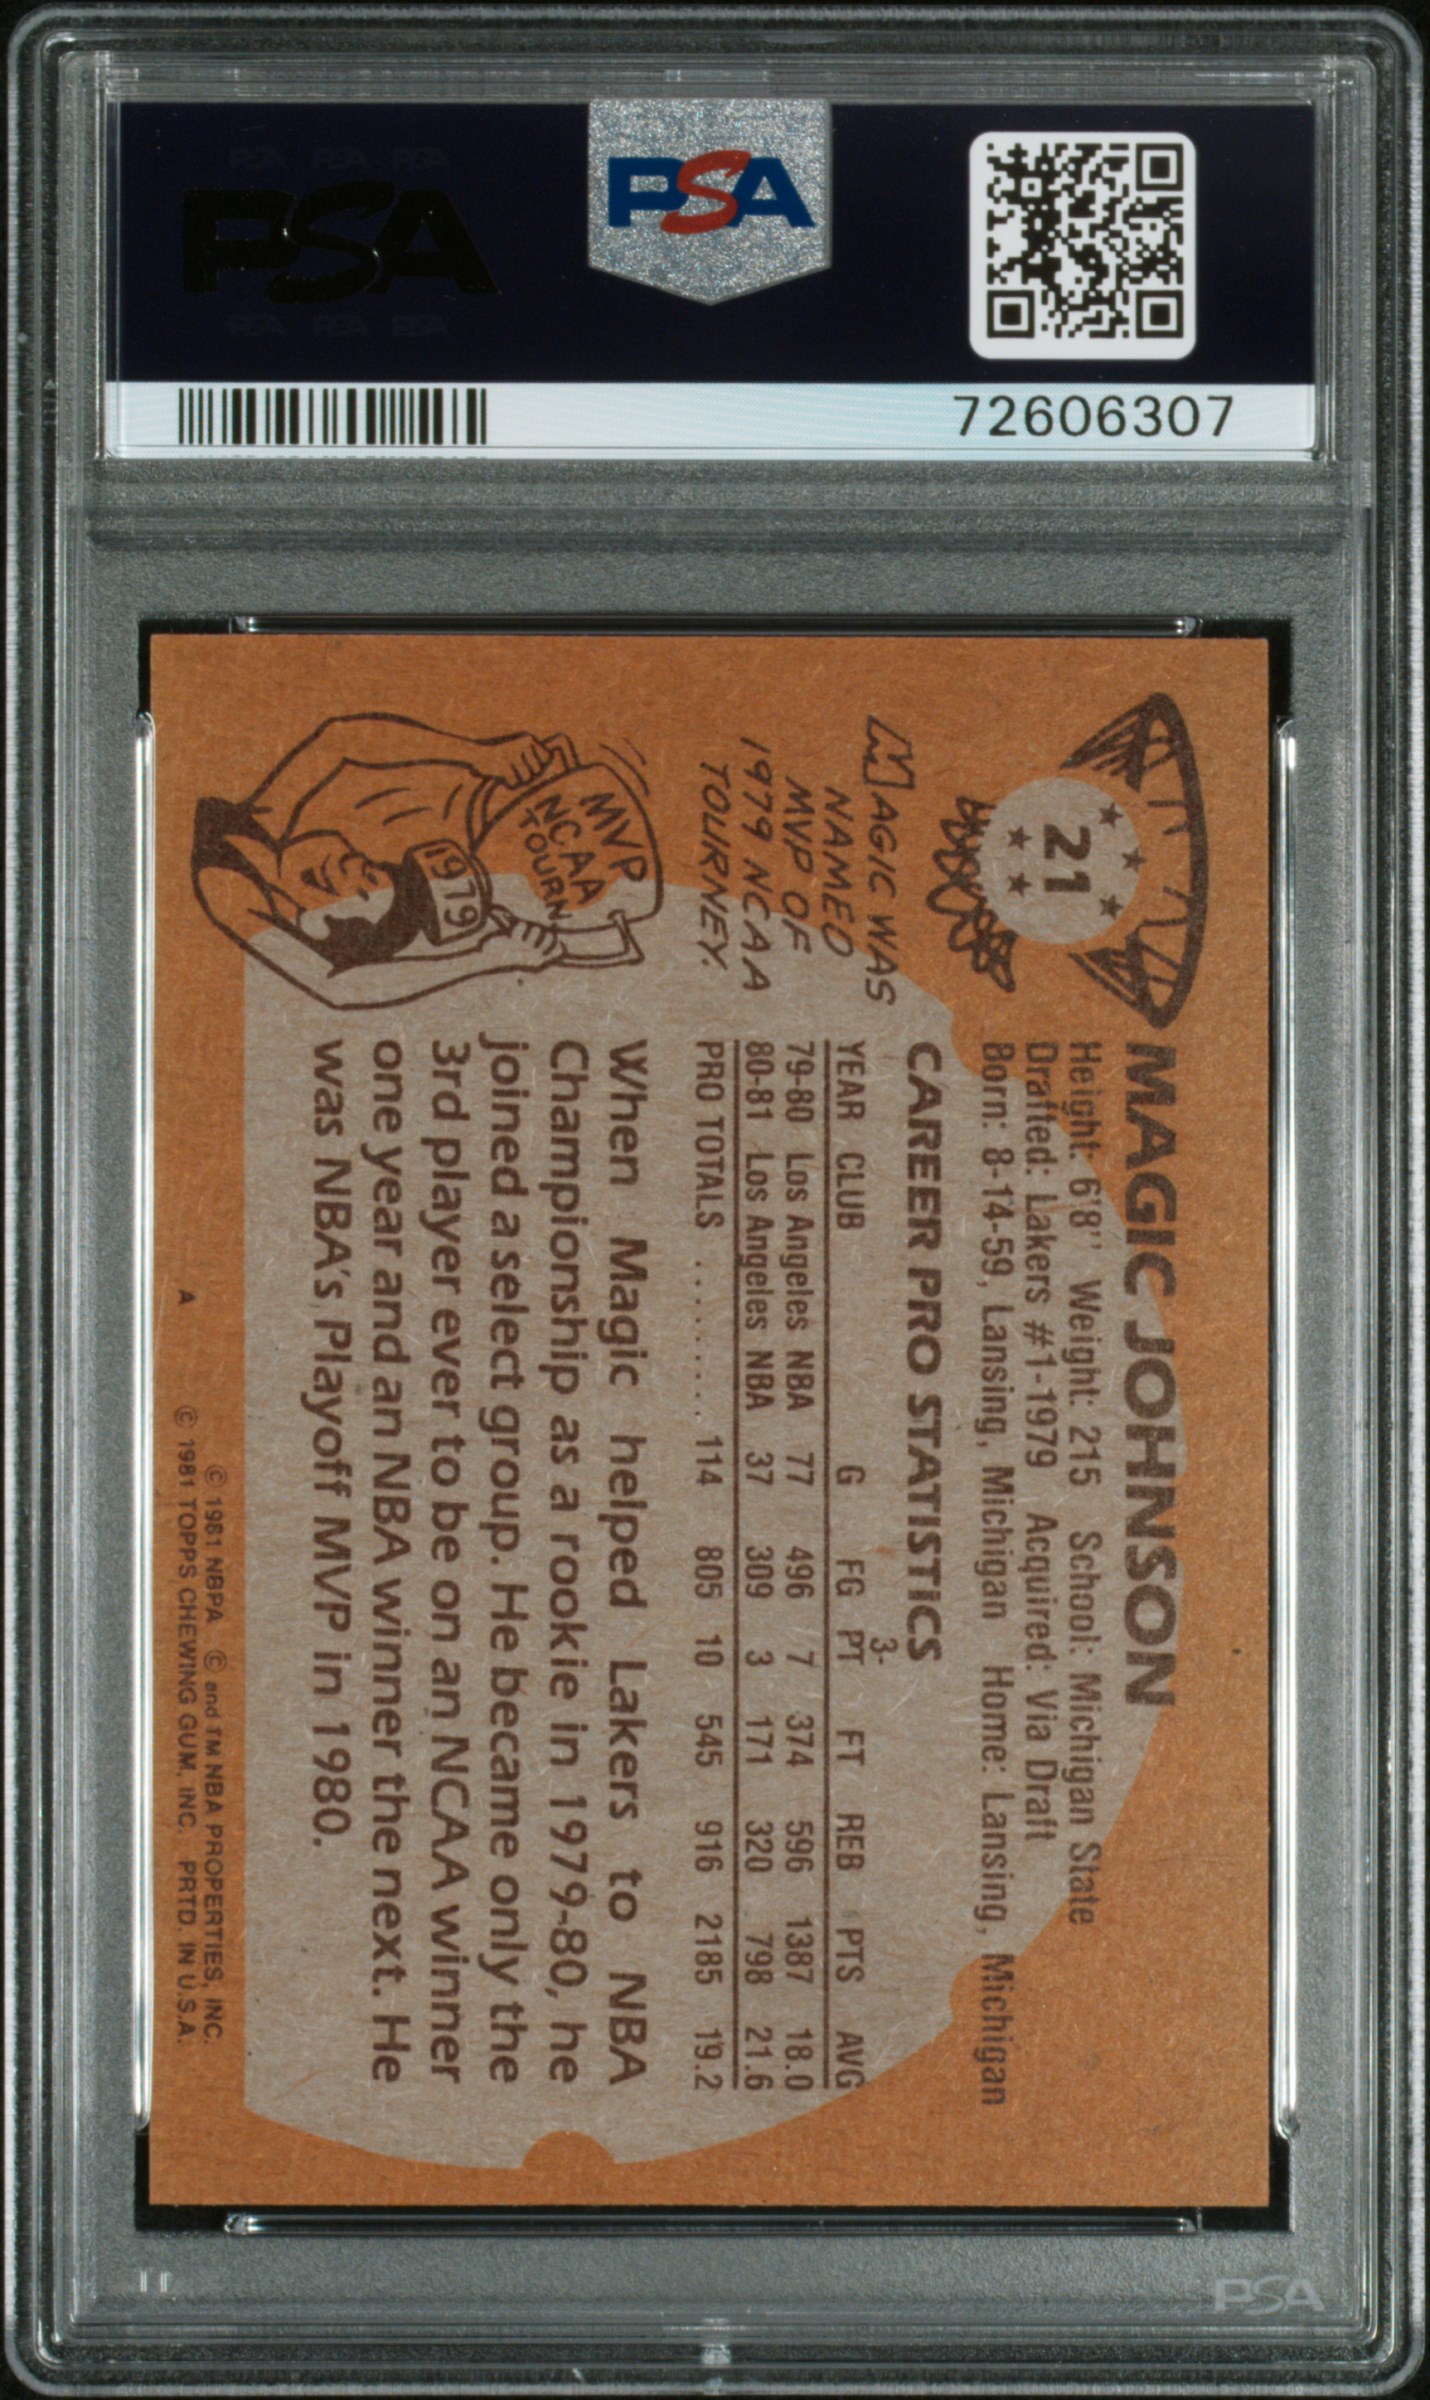 PSA
PSA PSA PSA
PSA
PSA PSA PSA
72606307
21
MAGIC JOHNSON
Height: 6'8" Weight: 215 School: Michigan State
Drafted: Lakers #1-1979 Acquired: Via Draft
Born: 8-14-59, Lansing, Michigan Home: Lansing, Michigan
MAGIC WAS
NAMED
MVP OF
1979 NCAA
TOURNEY.
MVP
NCAA
TOURN
1979
CAREER PRO STATISTICS
3-
YEAR CLUB G FG PT FT REB PTS AVG
79-80 Los Angeles NBA 77 496 7 374 596 1387 18.0
80-81 Los Angeles NBA 37 309 3 171 320 798 21.6
PRO TOTALS ........ 114 805 10 545 916 2185 19.2
When Magic helped Lakers to NBA
Championship as a rookie in 1979-80, he
joined a select group. He became only the
3rd player ever to be on an NCAA winner
one year and an NBA winner the next. He
was NBA's Playoff MVP in 1980.
© 1981 NBPA © and TM NBA PROPERTIES, INC.
A © 1981 TOPPS CHEWING GUM, INC. PRTD. IN U.S.A.
PSA